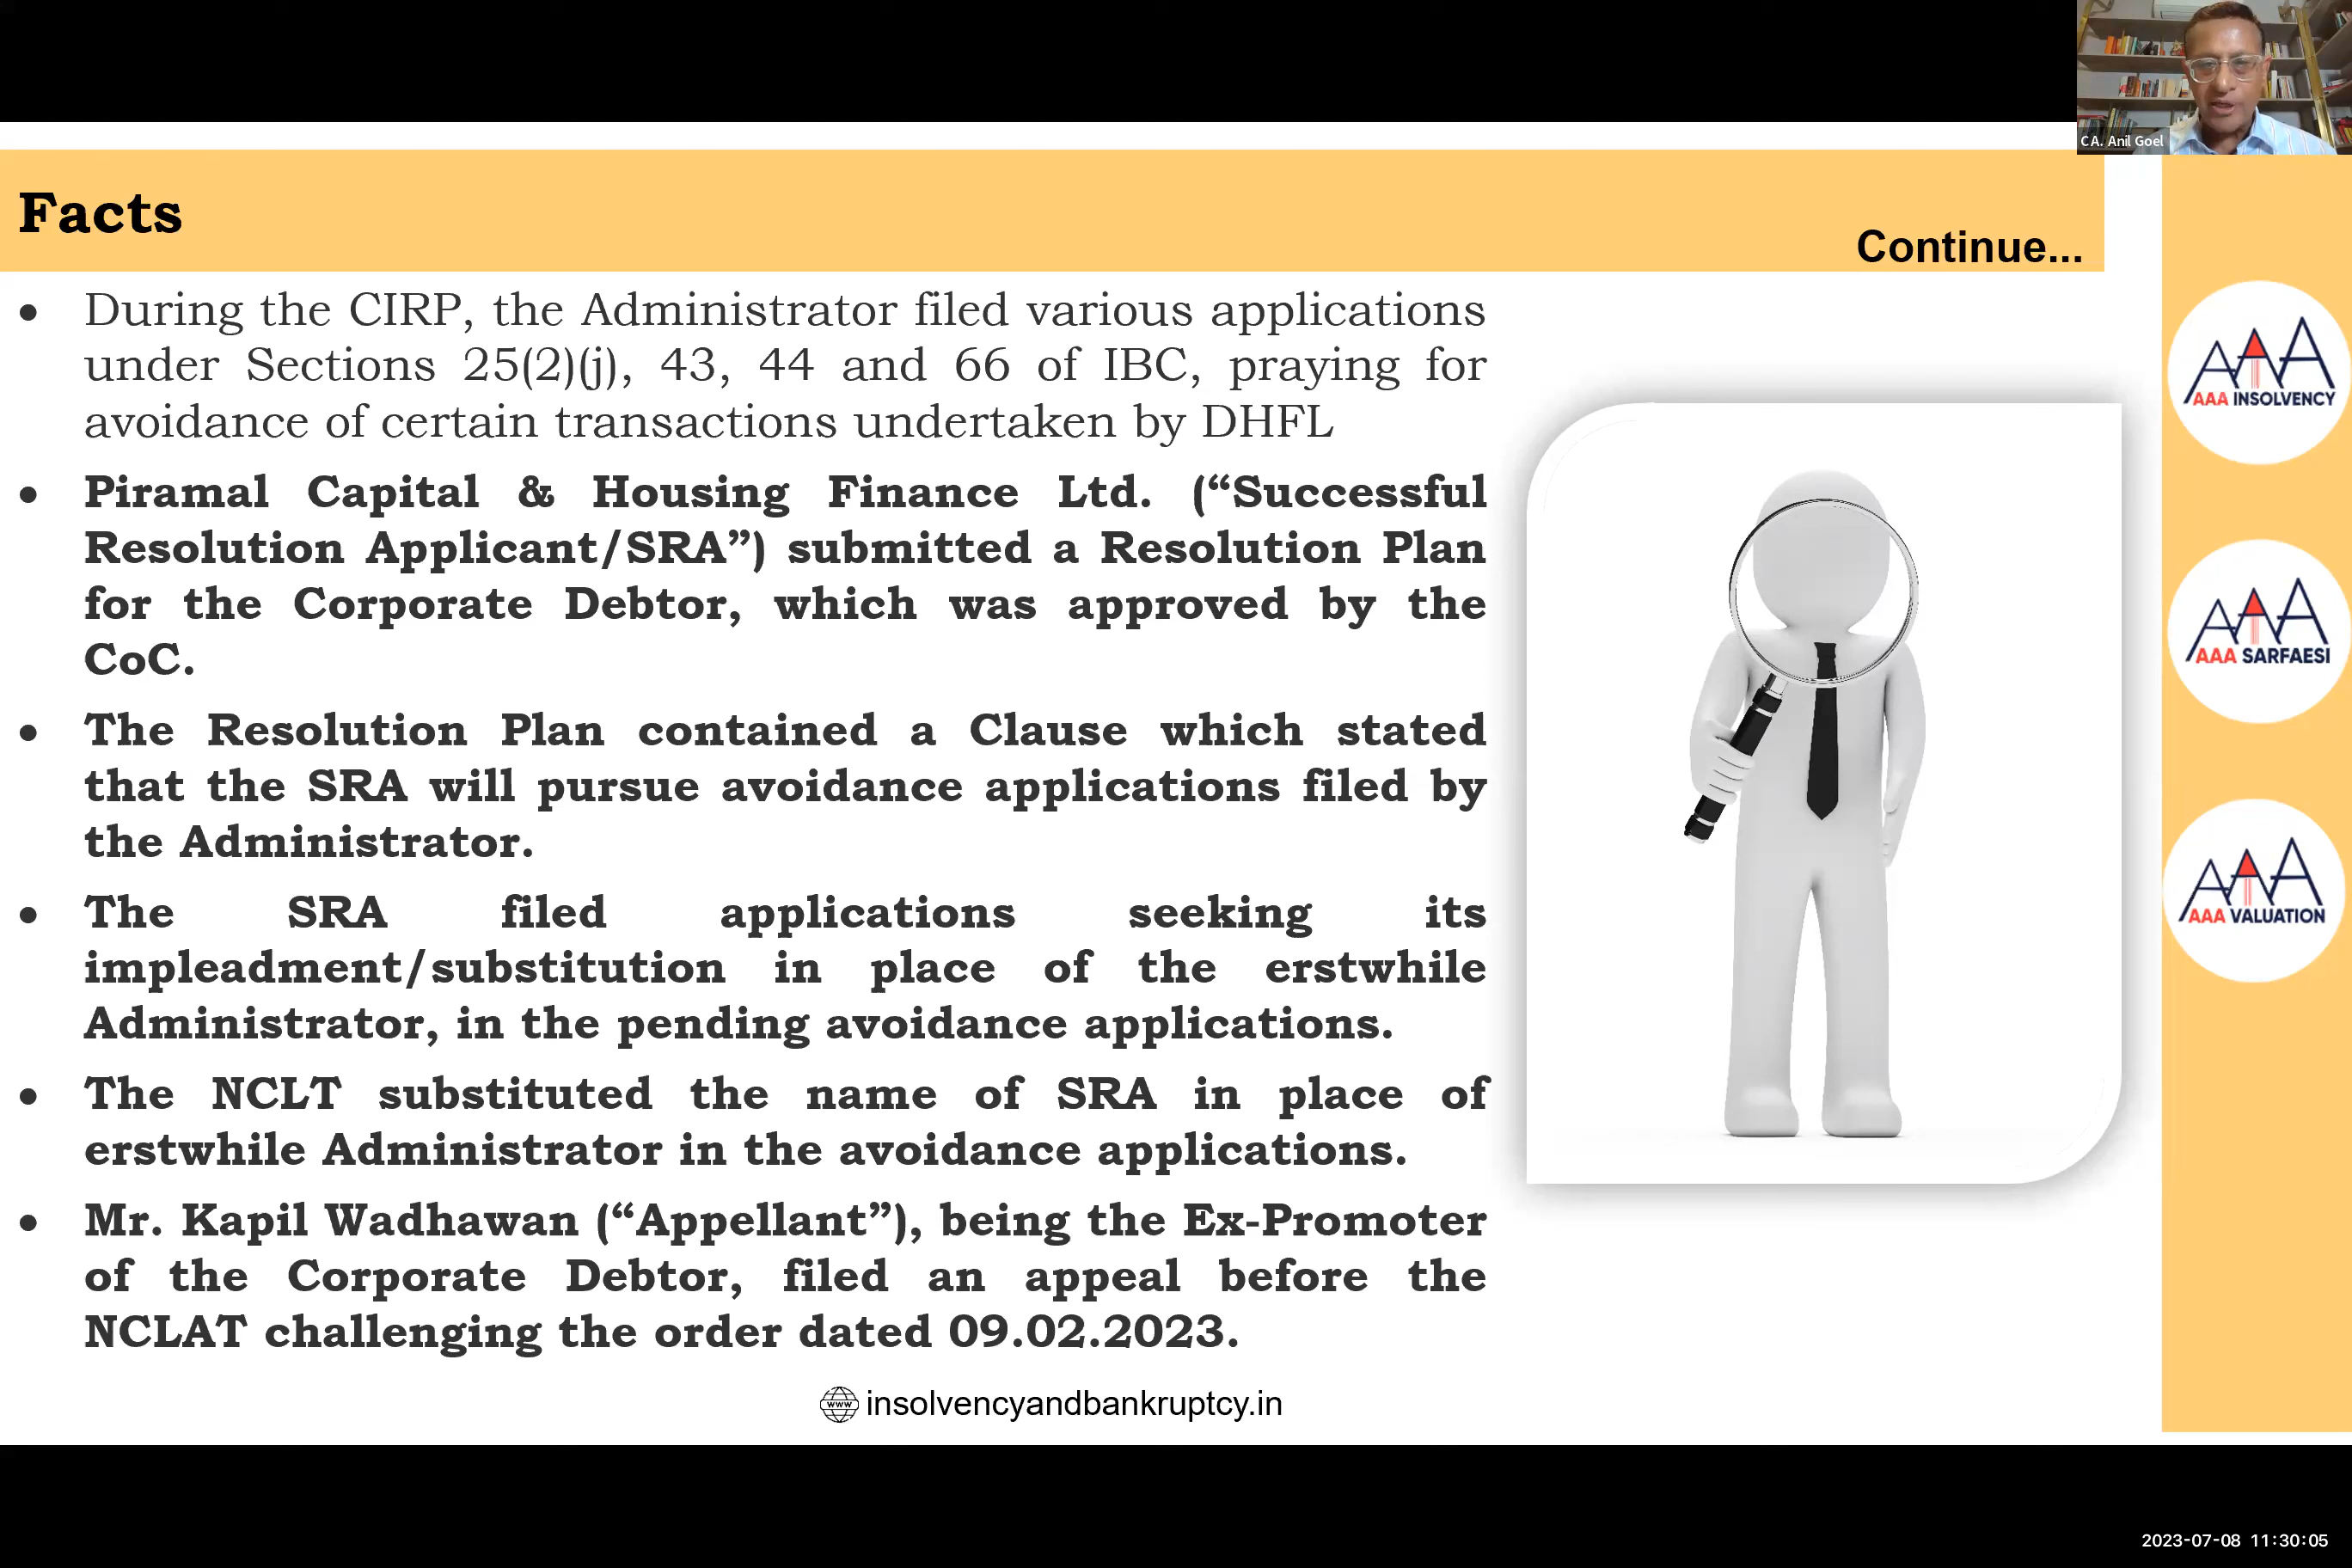 CA. Anil Goel
Facts
Continue...
• During the CIRP, the Administrator filed various applications
under Sections 25(2)(j), 43, 44 and 66 of IBC, praying for
avoidance of certain transactions undertaken by DHFL
• Piramal Capital & Housing Finance Ltd. (“Successful
Resolution Applicant/SRA”) submitted a Resolution Plan
for the Corporate Debtor, which was approved by the
CoC.
• The Resolution Plan contained a Clause which stated
that the SRA will pursue avoidance applications filed by
the Administrator.
• The SRA filed applications seeking its
impleadment/substitution in place of the erstwhile
Administrator, in the pending avoidance applications.
• The NCLT substituted the name of SRA in place of
erstwhile Administrator in the avoidance applications.
• Mr. Kapil Wadhawan (“Appellant”), being the Ex-Promoter
of the Corporate Debtor, filed an appeal before the
NCLAT challenging the order dated 09.02.2023.
www insolvencyandbankruptcy.in
AAA
AAA INSOLVENCY
AAA
AAA SARFAESI
AAA
AAA VALUATION
2023-07-08 11:30:05